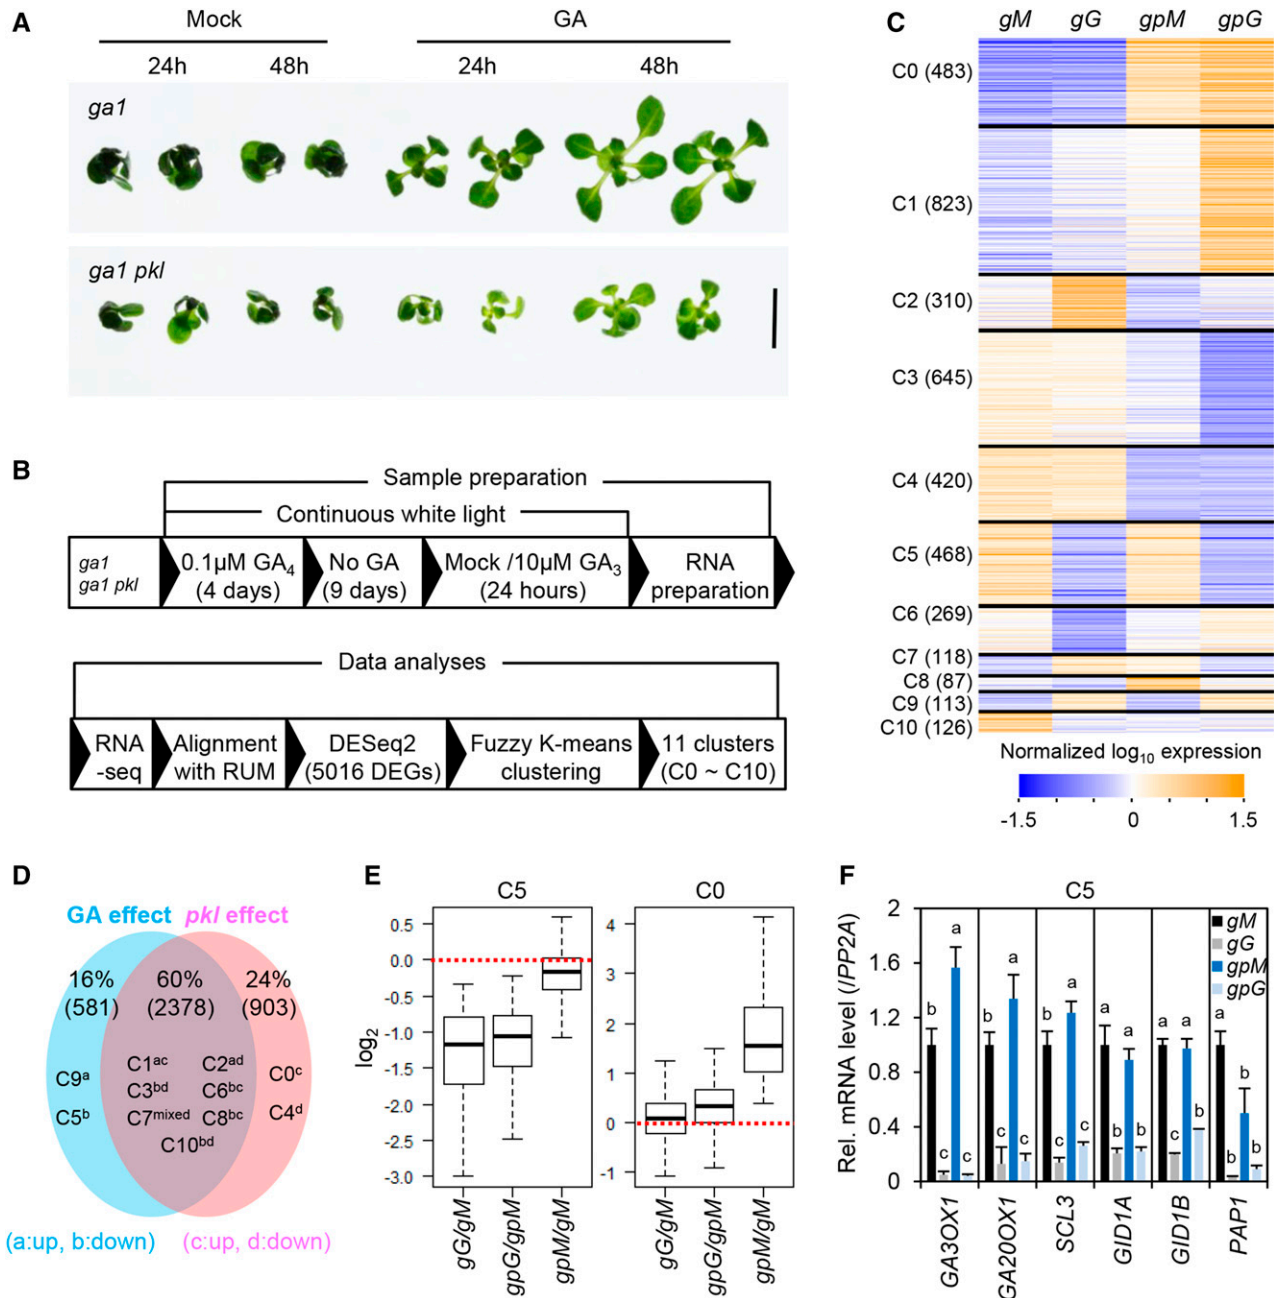 A
Mock
GA
24h
48h
24h
48h
ga1
ga1 pkl
B
Sample preparation
Continuous white light
ga1
ga1 pkl
0.1µM GA4
(4 days)
No GA
(9 days)
Mock /10µM GA3
(24 hours)
RNA
preparation
Data analyses
RNA
-seq
Alignment
with RUM
DESeq2
(5016 DEGs)
Fuzzy K-means
clustering
11 clusters
(C0 ~ C10)
C
gM gG gpM gpG
C0 (483)
C1 (823)
C2 (310)
C3 (645)
C4 (420)
C5 (468)
C6 (269)
C7 (118)
C8 (87)
C9 (113)
C10 (126)
Normalized log10 expression
-1.5 0 1.5
D
GA effect pkl effect
16%
(581)
60%
(2378)
24%
(903)
C9a
C5b
C1ac
C2ad
C3bd
C6bc
C7mixed
C8bc
C10bd
C0c
C4d
(a:up, b:down) (c:up, d:down)
E
C5
log2
0.5
0.0
-0.5
-1.0
-1.5
-2.0
-2.5
-3.0
gG/gM
gpG/gpM
gpM/gM
C0
4
3
2
1
0
-1
gG/gM
gpG/gpM
gpM/gM
F
C5
Rel. mRNA level (/PP2A)
2
1.6
1.2
0.8
0.4
0
gM
gG
gpM
gpG
b c a c
b c a c
b c a c
a b a b
a c a b
a b b b
GA3OX1
GA20OX1
SCL3
GID1A
GID1B
PAP1